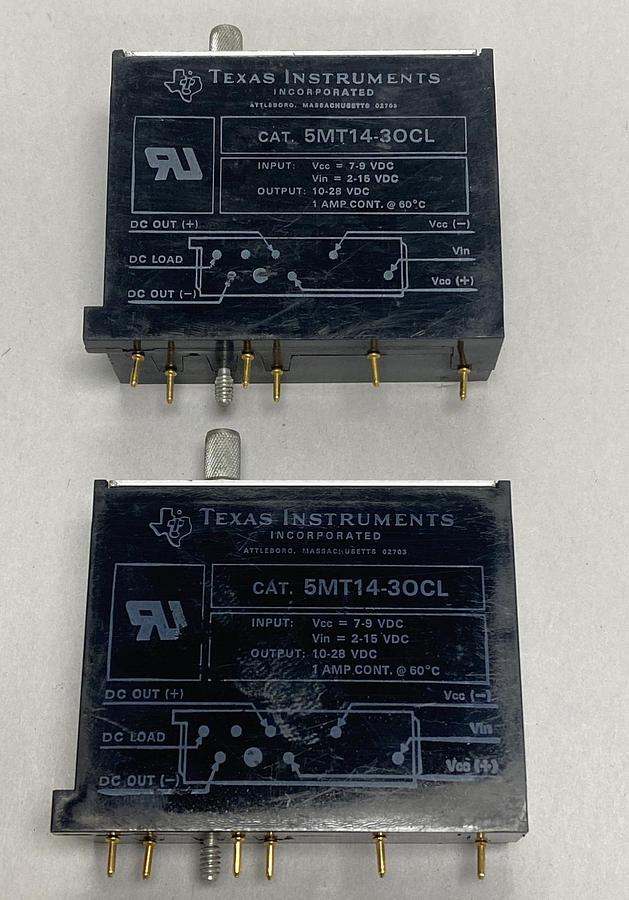 TEXAS INSTRUMENTS
INCORPORATED
ATTLEBORO, MASSACHUSETTS 02703
CAT. 5MT14-30CL
INPUT: Vcc = 7-9 VDC
Vin = 2-15 VDC
OUTPUT: 10-28 VDC
1 AMP CONT. @ 60°C
DC OUT (+) Vcc (-)
DC LOAD Vin
DC OUT (-) Vcc (+)
TEXAS INSTRUMENTS
INCORPORATED
ATTLEBORO, MASSACHUSETTS 02703
CAT. 5MT14-30CL
INPUT: Vcc = 7-9 VDC
Vin = 2-15 VDC
OUTPUT: 10-28 VDC
1 AMP CONT. @ 60°C
DC OUT (+) Vcc (-)
DC LOAD Vin
DC OUT (-) Vcc (+)